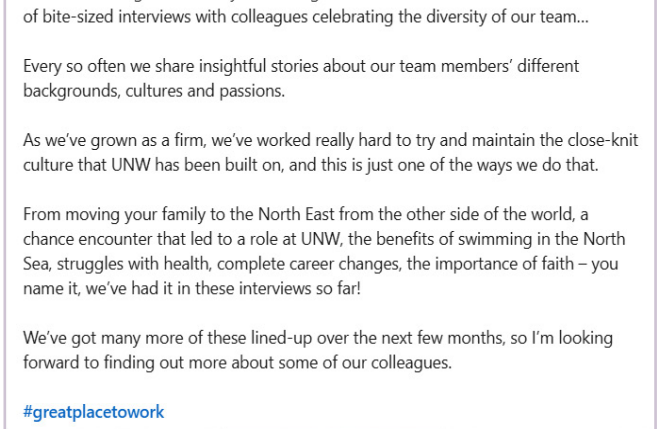 of bite-sized interviews with colleagues celebrating the diversity of our team...
Every so often we share insightful stories about our team members’ different
backgrounds, cultures and passions.
As we’ve grown as a firm, we’ve worked really hard to try and maintain the close-knit
culture that UNW has been built on, and this is just one of the ways we do that.
From moving your family to the North East from the other side of the world, a
chance encounter that led to a role at UNW, the benefits of swimming in the North
Sea, struggles with health, complete career changes, the importance of faith – you
name it, we’ve had it in these interviews so far!
We’ve got many more of these lined-up over the next few months, so I’m looking
forward to finding out more about some of our colleagues.
#greatplacetowork